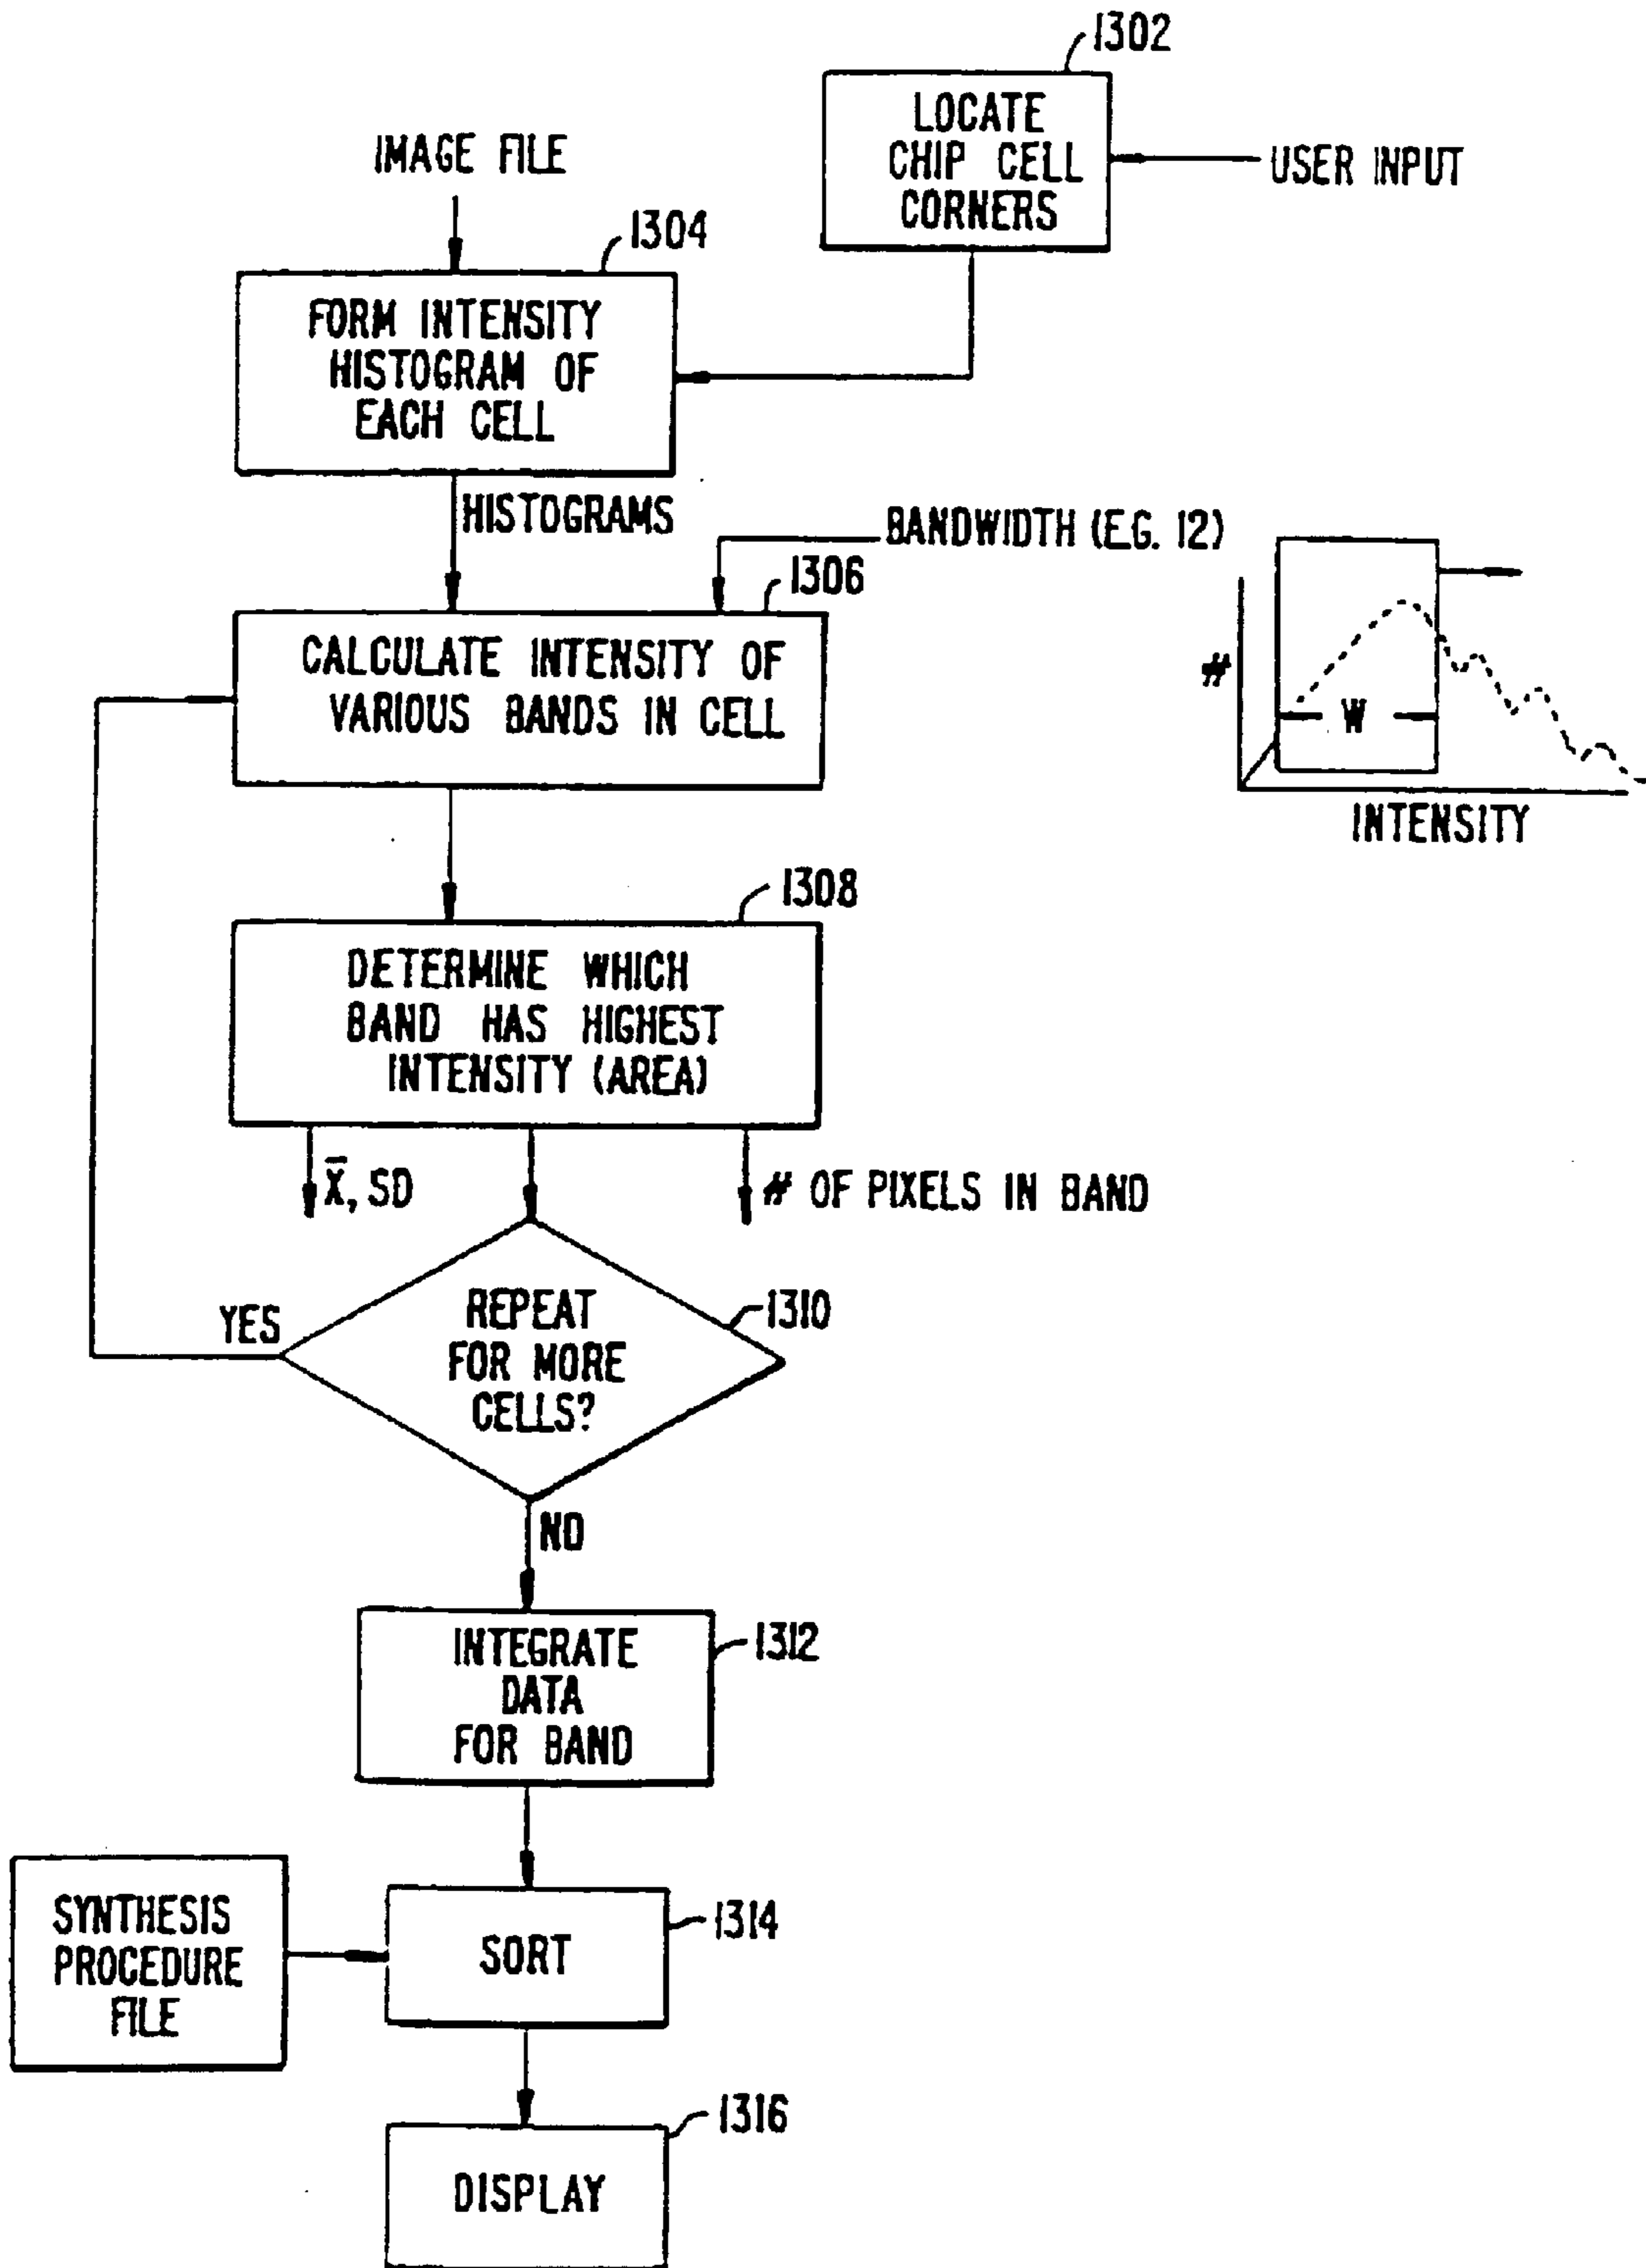 1302
LOCATE
CHIP CELL
CORNERS
USER INPUT
IMAGE FILE
1304
FORM INTENSITY
HISTOGRAM OF
EACH CELL
HISTOGRAMS
BANDWIDTH (E.G. 12)
1306
CALCULATE INTENSITY OF
VARIOUS BANDS IN CELL
#
W
INTENSITY
1308
DETERMINE WHICH
BAND HAS HIGHEST
INTENSITY (AREA)
X̄, SD
# OF PIXELS IN BAND
1310
REPEAT
FOR MORE
CELLS?
YES
NO
1312
INTEGRATE
DATA
FOR BAND
SYNTHESIS
PROCEDURE
FILE
1314
SORT
1316
DISPLAY